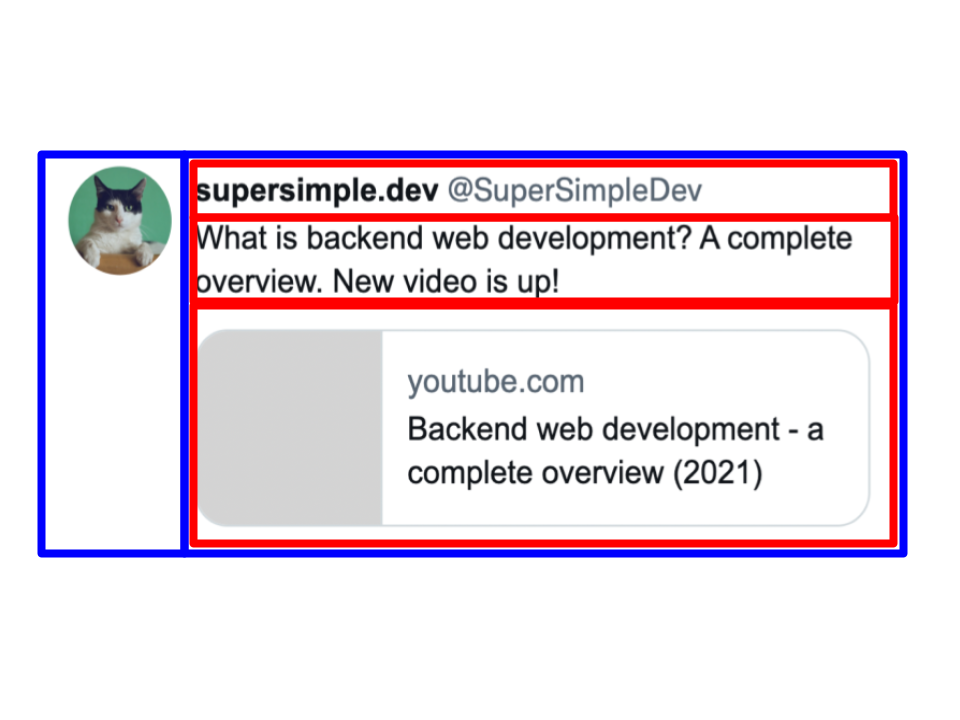 supersimple.dev @SuperSimpleDev
What is backend web development? A complete
overview. New video is up!
youtube.com
Backend web development - a
complete overview (2021)